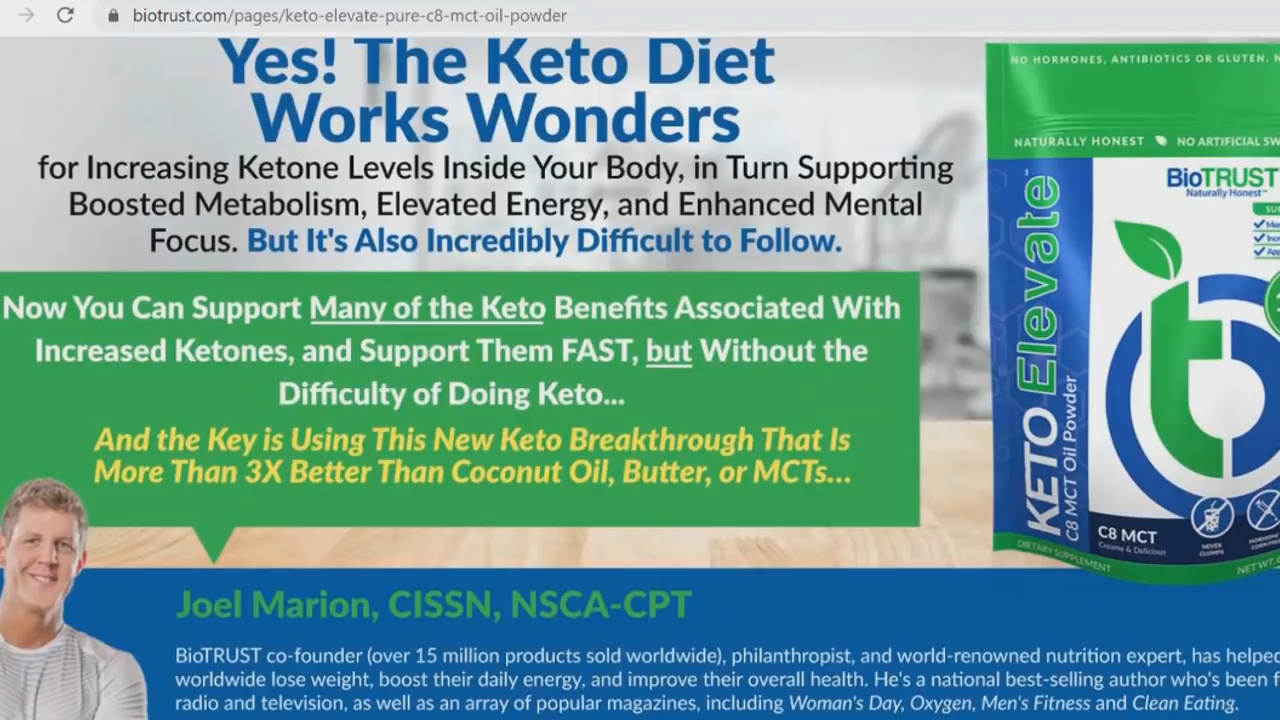 biotrust.com/pages/keto-elevate-pure-c8-mct-oil-powder
Yes! The Keto Diet
Works Wonders
for Increasing Ketone Levels Inside Your Body, in Turn Supporting
Boosted Metabolism, Elevated Energy, and Enhanced Mental
Focus. But It's Also Incredibly Difficult to Follow.
Now You Can Support Many of the Keto Benefits Associated With
Increased Ketones, and Support Them FAST, but Without the
Difficulty of Doing Keto...
And the Key is Using This New Keto Breakthrough That Is
More Than 3X Better Than Coconut Oil, Butter, or MCTs...
NO HORMONES, ANTIBIOTICS OR GLUTEN.
NATURALLY HONEST NO ARTIFICIAL
BioTRUST
Naturally Honest™
KETO Elevate™
C8 MCT Oil Powder
C8 MCT
Creamy & Delicious
NEVER
CLUMPS
DIETARY SUPPLEMENT
NET WT.
Joel Marion, CISSN, NSCA-CPT
BioTRUST co-founder (over 15 million products sold worldwide), philanthropist, and world-renowned nutrition expert, has helped
worldwide lose weight, boost their daily energy, and improve their overall health. He's a national best-selling author who's been
radio and television, as well as an array of popular magazines, including Woman's Day, Oxygen, Men's Fitness and Clean Eating.